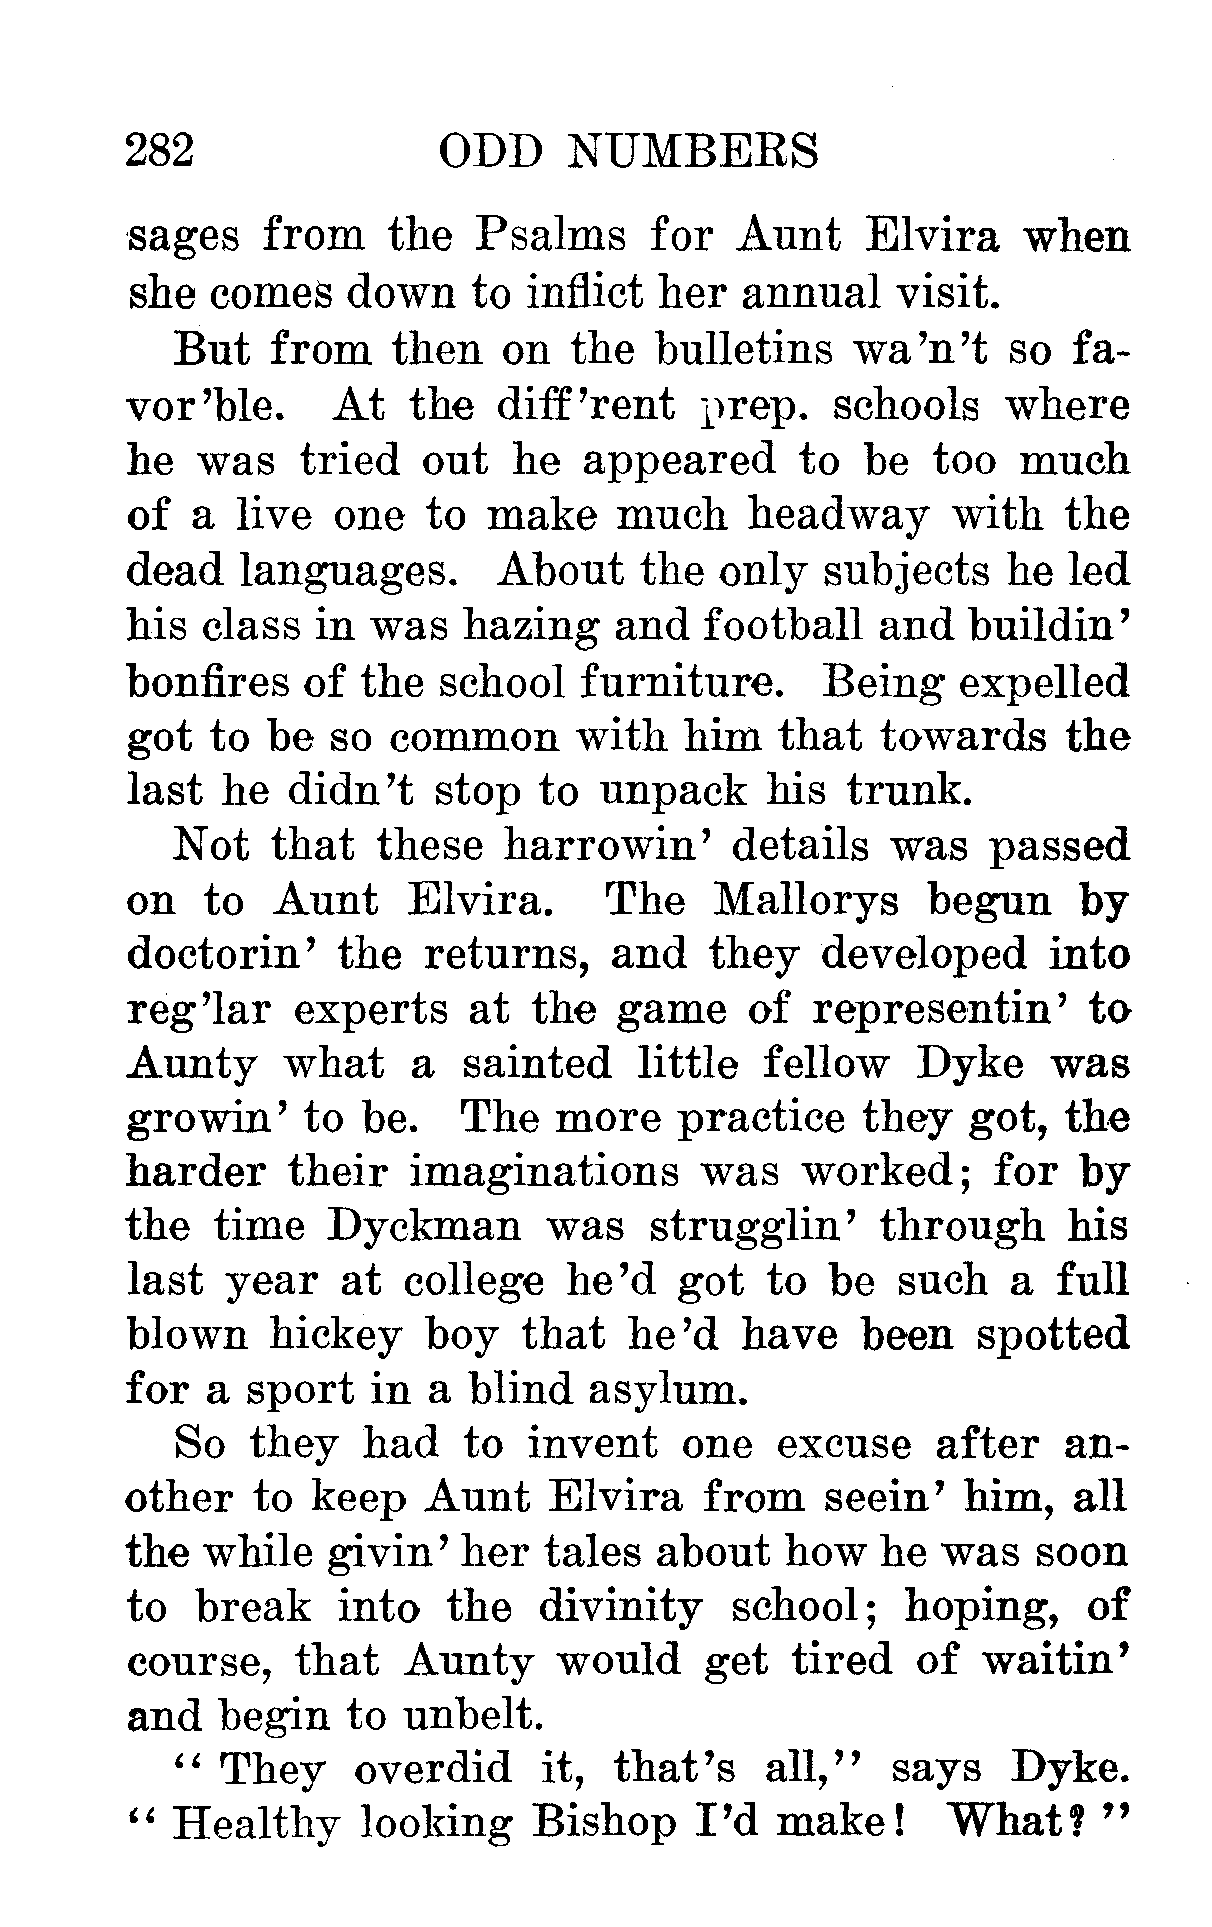 282 ODD NUMBERS
sages from the Psalms for Aunt Elvira when
she comes down to inflict her annual visit.
But from then on the bulletins wa'n't so fa-
vor'ble. At the diff'rent prep. schools where
he was tried out he appeared to be too much
of a live one to make much headway with the
dead languages. About the only subjects he led
his class in was hazing and football and buildin'
bonfires of the school furniture. Being expelled
got to be so common with him that towards the
last he didn't stop to unpack his trunk.
Not that these harrowin' details was passed
on to Aunt Elvira. The Mallorys begun by
doctorin' the returns, and they developed into
reg'lar experts at the game of representin' to
Aunty what a sainted little fellow Dyke was
growin' to be. The more practice they got, the
harder their imaginations was worked; for by
the time Dyckman was strugglin' through his
last year at college he'd got to be such a full
blown hickey boy that he'd have been spotted
for a sport in a blind asylum.
So they had to invent one excuse after an-
other to keep Aunt Elvira from seein' him, all
the while givin' her tales about how he was soon
to break into the divinity school; hoping, of
course, that Aunty would get tired of waitin'
and begin to unbelt.
"They overdid it, that's all," says Dyke.
"Healthy looking Bishop I'd make! What?"